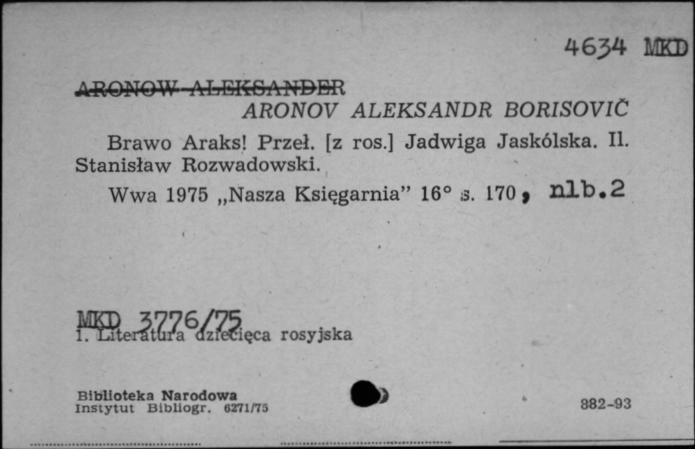 4634 MKD
ARONOW ALEKSANDER
ARONOV ALEKSANDR BORISOVIČ
Brawo Araks! Przeł. [z ros.] Jadwiga Jaskólska. Il.
Stanisław Rozwadowski.
Wwa 1975 „Nasza Księgarnia” 16° s. 170, nlb.2
MKD 3776/75
1. Literatura dziecięca rosyjska
Biblioteka Narodowa
Instytut Bibliogr. 6271/75
882-93